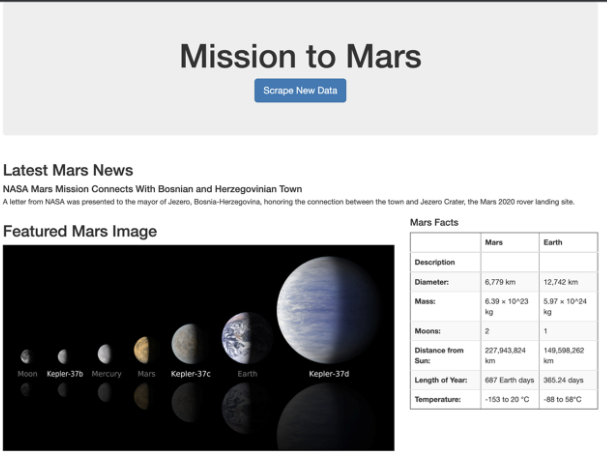 Mission to Mars
Scrape New Data
Latest Mars News
NASA Mars Mission Connects With Bosnian and Herzegovinian Town
A letter from NASA was presented to the mayor of Jezero, Bosnia-Herzegovina, honoring the connection between the town and Jezero Crater, the Mars 2020 rover landing site.
Featured Mars Image
Moon Kepler-37b Mercury Mars Kepler-37c Earth Kepler-37d
Mars Facts
Mars Earth
Description
Diameter: 6,779 km 12,742 km
Mass: 6.39 × 10^23 5.97 × 10^24
kg kg
Moons: 2 1
Distance from 227,943,824 149,598,262
Sun: km km
Length of Year: 687 Earth days 365.24 days
Temperature: -153 to 20 °C -88 to 58°C